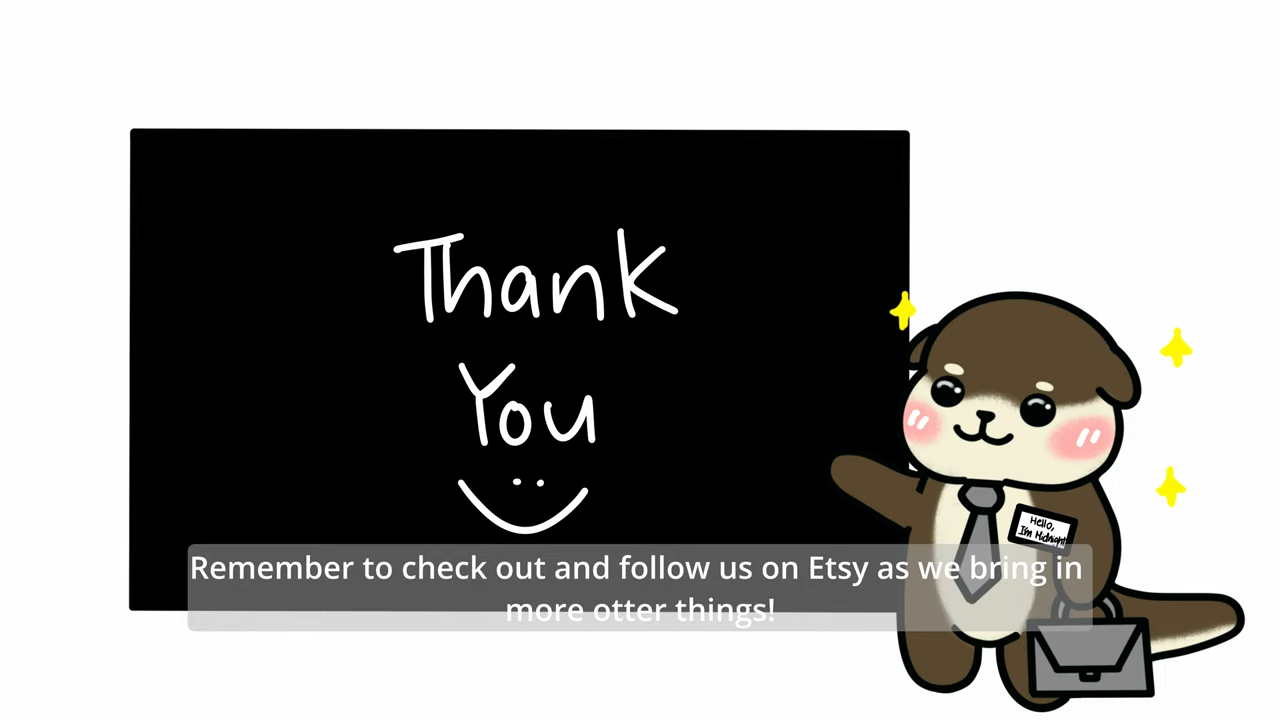 Thank
You
Hello,
I'm Midnight
Remember to check out and follow us on Etsy as we bring in
more otter things!